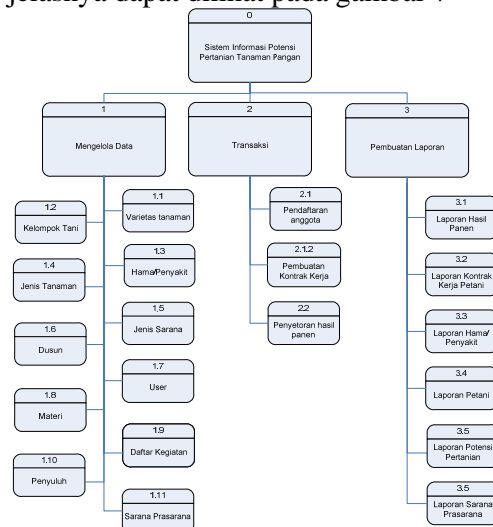 jelasnya dapat dilihat pada gambar .
0
Sistem Informasi Potensi
Pertanian Tanaman Pangan
1
Mengelola Data
2
Transaksi
3
Pembuatan Laporan
1.1
Varietas tanaman
1.2
Kelompok Tani
1.3
Hama/Penyakit
1.4
Jenis Tanaman
1.5
Jenis Sarana
1.6
Dusun
1.7
User
1.8
Materi
1.9
Daftar Kegiatan
1.10
Penyuluh
1.11
Sarana Prasarana
2.1
Pendaftaran
anggota
2.1.2
Pembuatan
Kontrak Kerja
2.2
Penyetoran hasil
panen
3.1
Laporan Hasil
Panen
3.2
Laporan Kontrak
Kerja Petani
3.3
Laporan Hama/
Penyakit
3.4
Laporan Petani
3.5
Laporan Potensi
Pertanian
3.5
Laporan Sarana
Prasarana